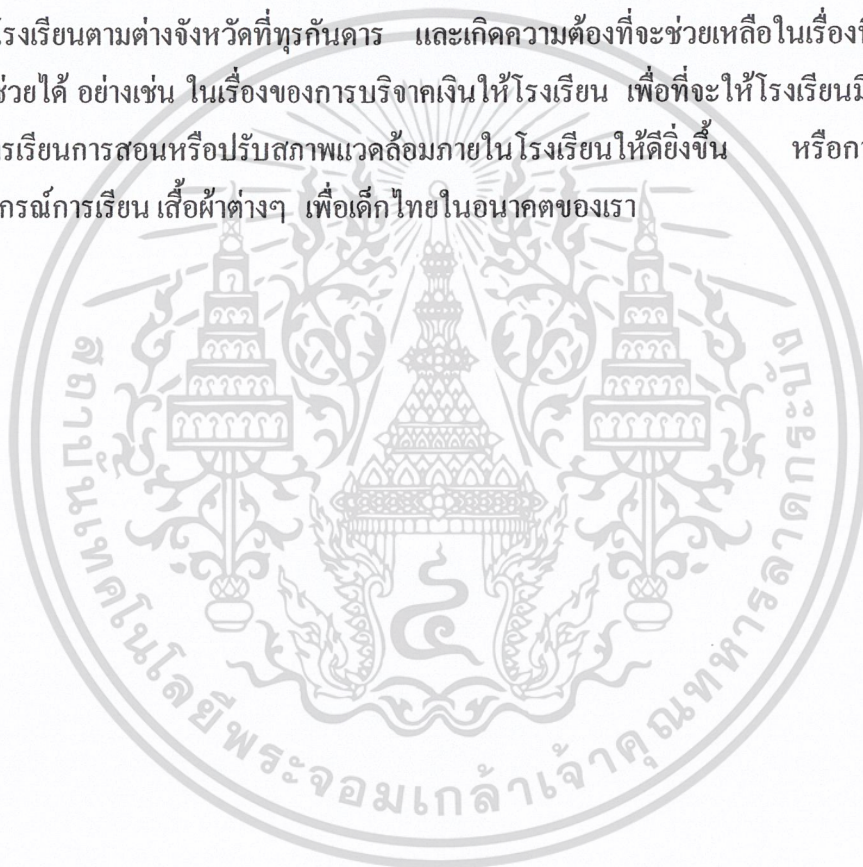 โรงเรียนตามต่างจังหวัดที่ทุรกันดาร และเกิดความต้องที่จะช่วยเหลือในเรื่องที่
ช่วยได้ อย่างเช่น ในเรื่องของการบริจาคเงินให้โรงเรียน เพื่อที่จะให้โรงเรียนมี
รเรียนการสอนหรือปรับสภาพแวดล้อมภายในโรงเรียนให้ดียิ่งขึ้น หรือกา
กรณ์การเรียน เสื้อผ้าต่างๆ เพื่อเด็กไทยในอนาคตของเรา
สถาบันเทคโนโลยีพระจอมเกล้าเจ้าคุณทหารลาดกระบัง